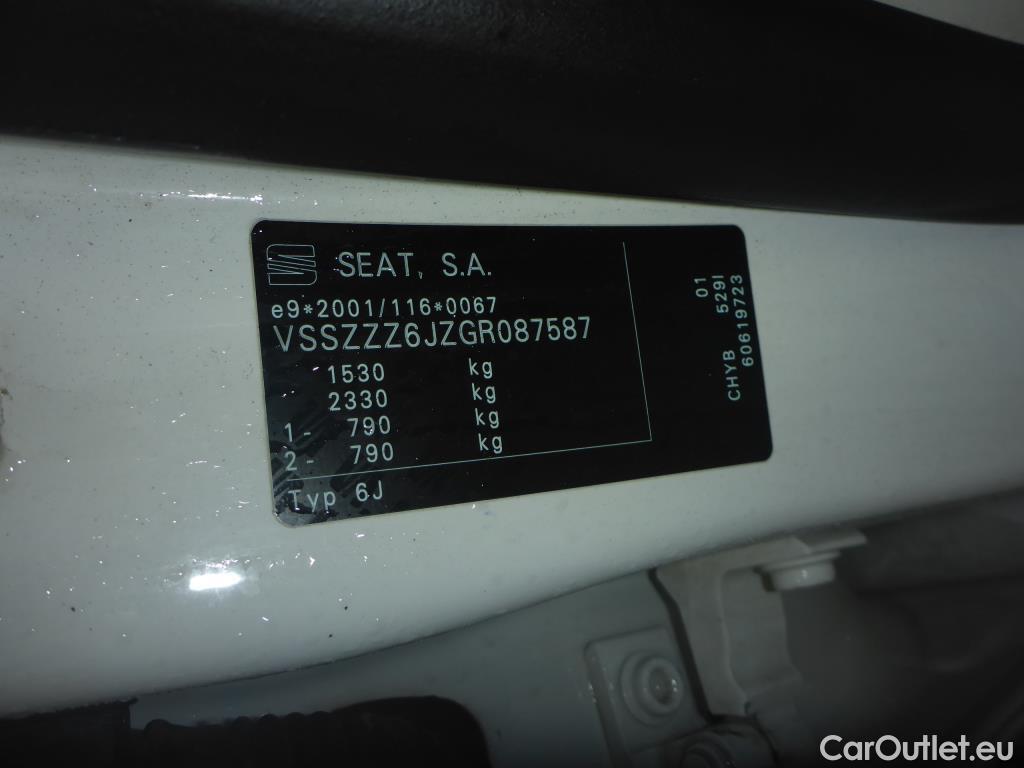 SEAT, S.A.
e9*2001/116*0067
VSSZZZ6JZGR087587
1530 kg
2330 kg
1- 790 kg
2- 790 kg
Typ 6J
01
529I
CHYB 60619723
CarOutlet.eu